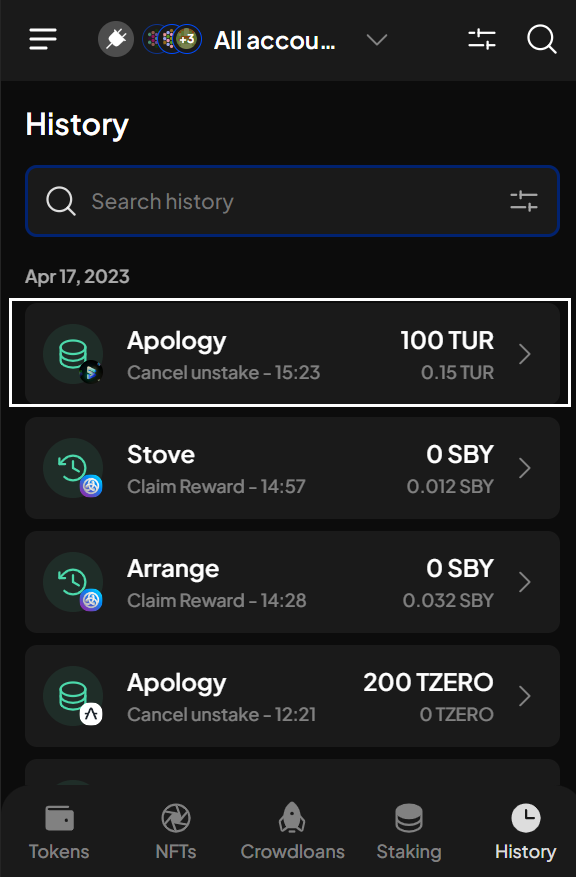 +3 All accou...
History
Search history
Apr 17, 2023
Apology 100 TUR
Cancel unstake - 15:23 0.15 TUR
Stove 0 SBY
Claim Reward - 14:57 0.012 SBY
Arrange 0 SBY
Claim Reward - 14:28 0.032 SBY
Apology 200 TZERO
Cancel unstake - 12:21 0 TZERO
Tokens NFTs Crowdloans Staking History